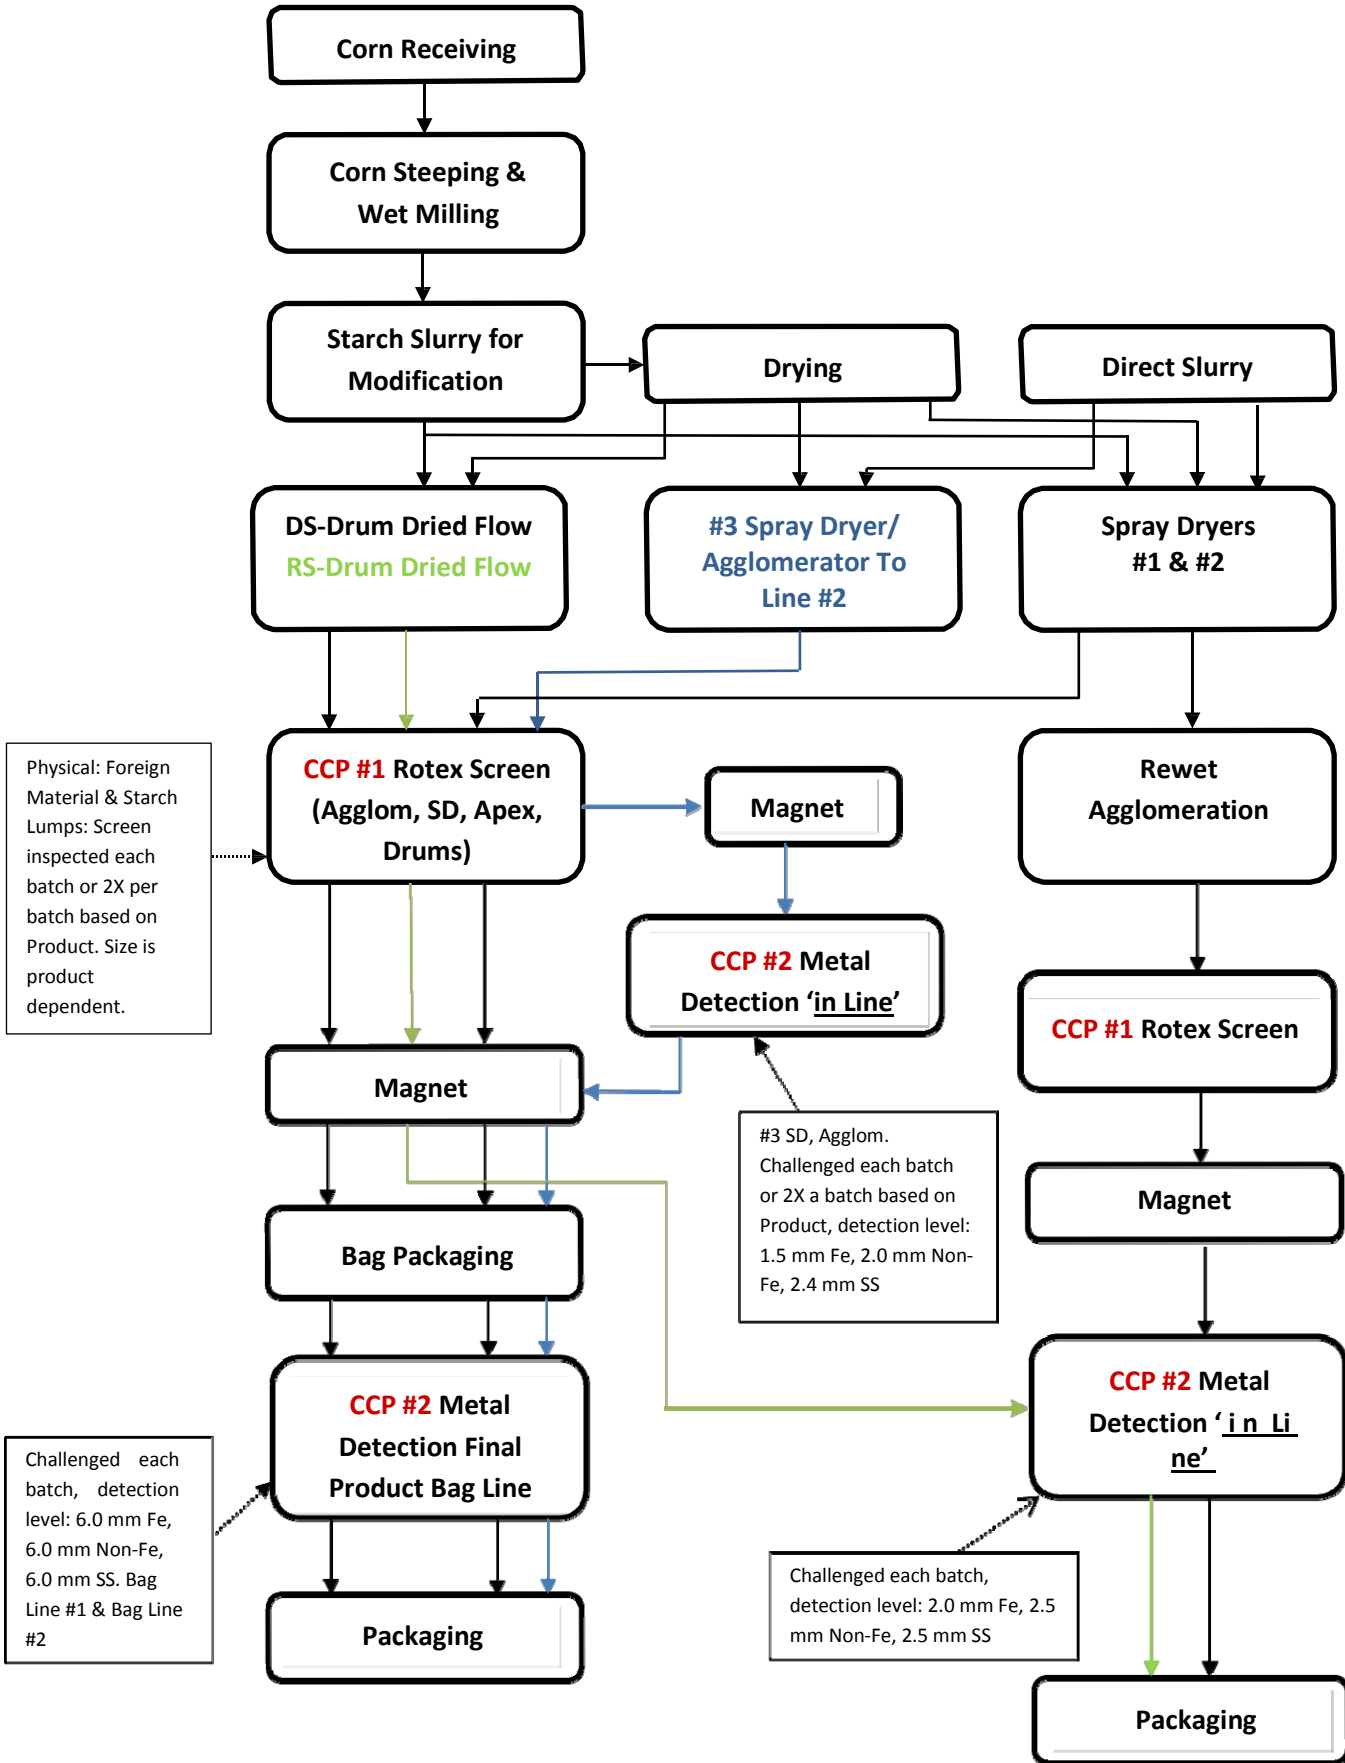 Corn Receiving
Corn Steeping &
Wet Milling
Starch Slurry for
Modification
Drying
Direct Slurry
DS-Drum Dried Flow
RS-Drum Dried Flow
#3 Spray Dryer/
Agglomerator To
Line #2
Spray Dryers
#1 & #2
Physical: Foreign
Material & Starch
Lumps: Screen
inspected each
batch or 2X per
batch based on
Product. Size is
product
dependent.
CCP #1 Rotex Screen
(Agglom, SD, Apex,
Drums)
Magnet
Rewet
Agglomeration
CCP #2 Metal
Detection ‘in Line’
CCP #1 Rotex Screen
Magnet
#3 SD, Agglom.
Challenged each batch
or 2X a batch based on
Product, detection level:
1.5 mm Fe, 2.0 mm Non-
Fe, 2.4 mm SS
Magnet
Bag Packaging
CCP #2 Metal
Detection Final
Product Bag Line
CCP #2 Metal
Detection ‘ i n Li
ne’
Challenged each
batch, detection
level: 6.0 mm Fe,
6.0 mm Non-Fe,
6.0 mm SS. Bag
Line #1 & Bag Line
#2
Challenged each batch,
detection level: 2.0 mm Fe, 2.5
mm Non-Fe, 2.5 mm SS
Packaging
Packaging